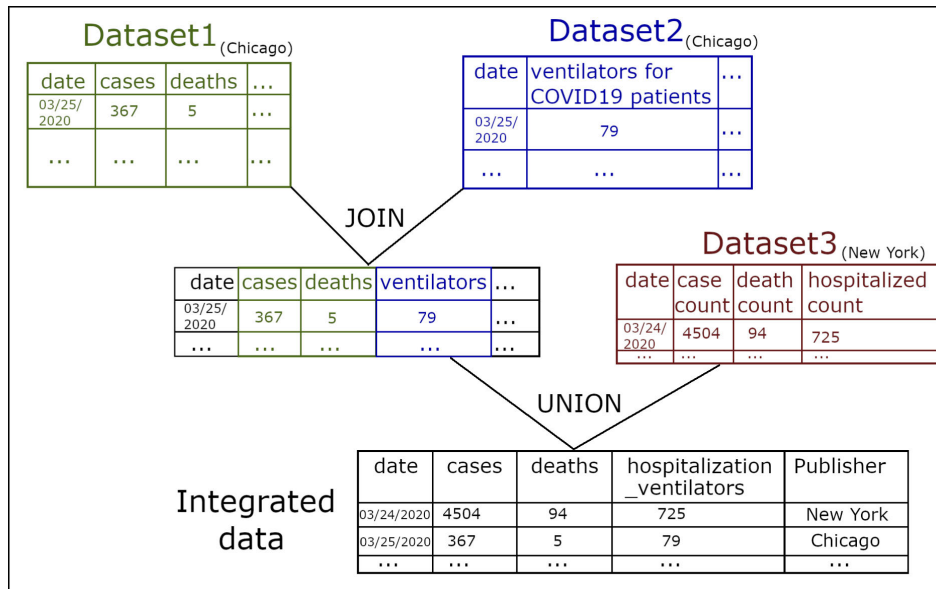 Dataset1 (Chicago)
date cases deaths ...
03/25/
2020 367 5 ...
... ... ... ...
Dataset2 (Chicago)
date ventilators for
COVID19 patients ...
03/25/
2020 79 ...
... ... ...
JOIN
date cases deaths ventilators ...
03/25/
2020 367 5 79 ...
... ... ... ... ...
Dataset3 (New York)
date case death hospitalized
count count count
03/24/
2020 4504 94 725
... ... ... ...
UNION
Integrated
data
date cases deaths hospitalization Publisher
_ventilators
03/24/2020 4504 94 725 New York
03/25/2020 367 5 79 Chicago
... ... ... ... ...